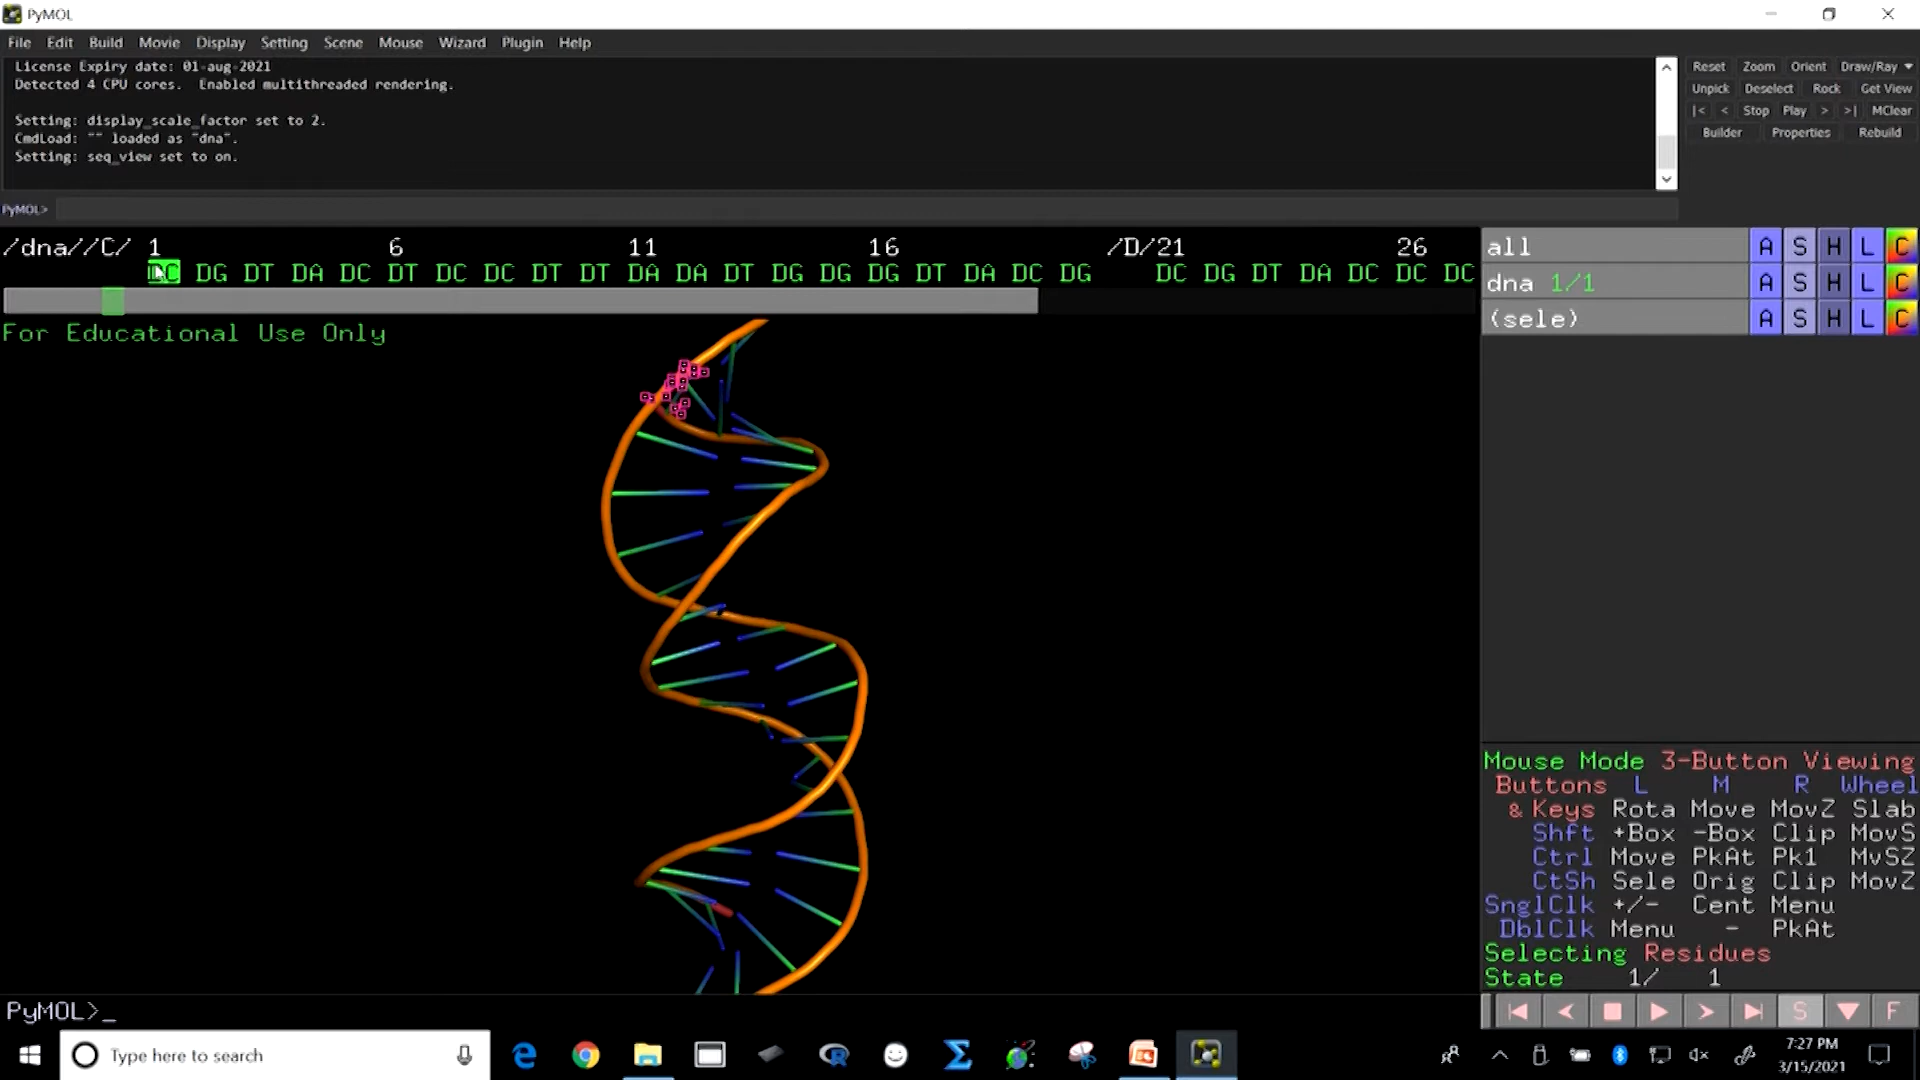 PyMOL
File Edit Build Movie Display Setting Scene Mouse Wizard Plugin Help
License Expiry date: 01-aug-2021
Detected 4 CPU cores. Enabled multithreaded rendering.
Setting: display_scale_factor set to 2.
CmdLoad: "" loaded as "dna".
Setting: seq_view set to on.
PyMOL>
Reset Zoom Orient Draw/Ray
Unpick Deselect Rock Get View
|< < Stop Play > >| MClear
Builder Properties Rebuild
/dna//C/ 1 6 11 16 /D/21 26
DC DG DT DA DC DT DC DC DT DT DA DA DT DG DG DG DT DA DC DG DC DG DT DA DC DC DC
For Educational Use Only
all A S H L C
dna 1/1 A S H L C
(sele) A S H L C
Mouse Mode 3-Button Viewing
Buttons L M R Wheel
& Keys Rota Move MovZ Slab
Shft +Box -Box Clip MovS
Ctrl Move PkAt Pk1 MvSZ
CtSh Sele Orig Clip MovZ
SnglClk +/- Cent Menu
DblClk Menu - PkAt
Selecting Residues
State 1/ 1
PyMOL>_
S F
Type here to search
7:27 PM
3/15/2021